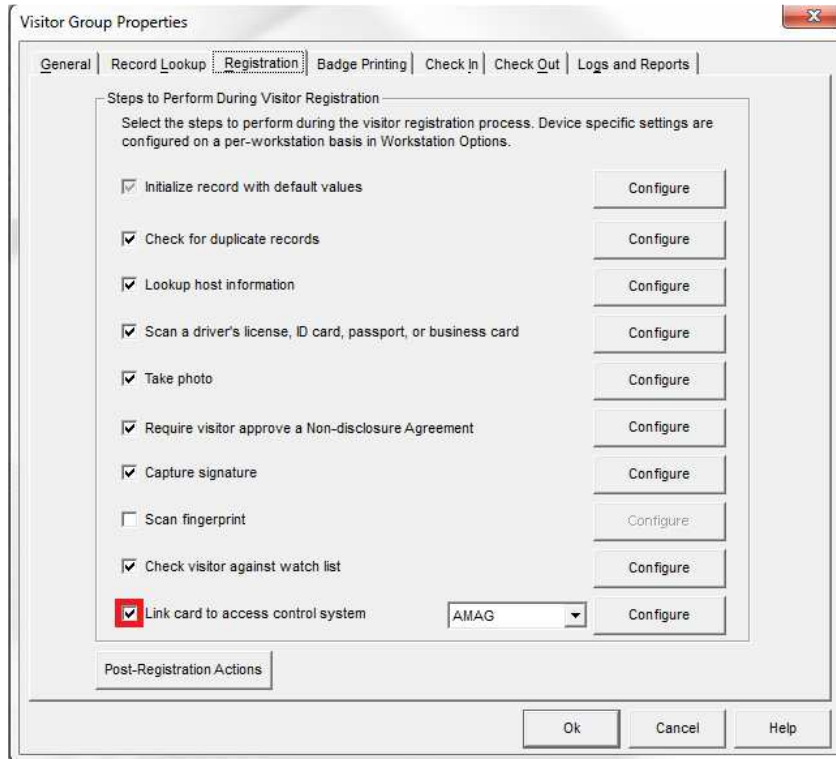 Visitor Group Properties
General Record Lookup Registration Badge Printing Check In Check Out Logs and Reports
Steps to Perform During Visitor Registration
Select the steps to perform during the visitor registration process. Device specific settings are
configured on a per-workstation basis in Workstation Options.
Initialize record with default values Configure
Check for duplicate records Configure
Lookup host information Configure
Scan a driver's license, ID card, passport, or business card Configure
Take photo Configure
Require visitor approve a Non-disclosure Agreement Configure
Capture signature Configure
Scan fingerprint Configure
Check visitor against watch list Configure
Link card to access control system AMAG Configure
Post-Registration Actions
Ok Cancel Help